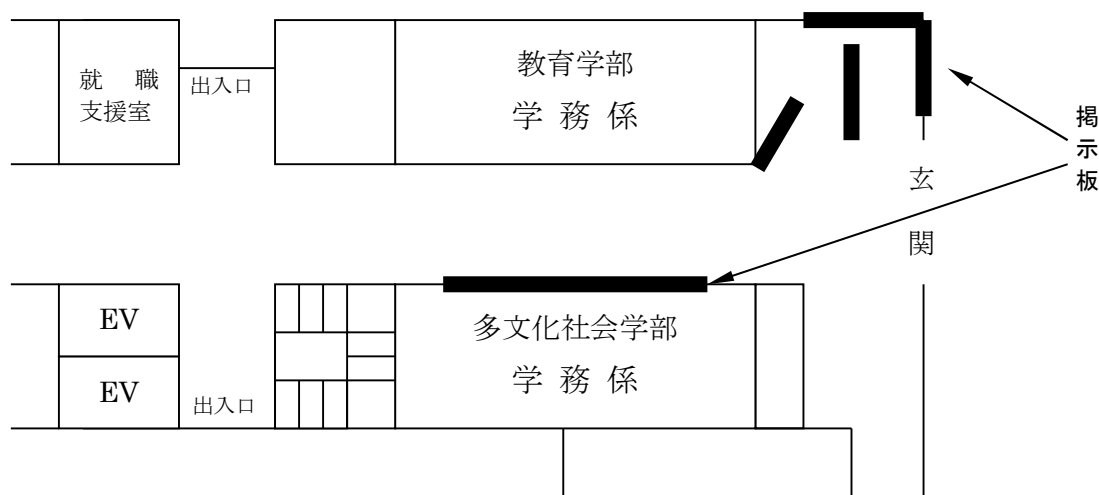 就 職
支援室
出入口
教育学部
学 務 係
掲示板
玄関
EV
EV
出入口
多文化社会学部
学 務 係